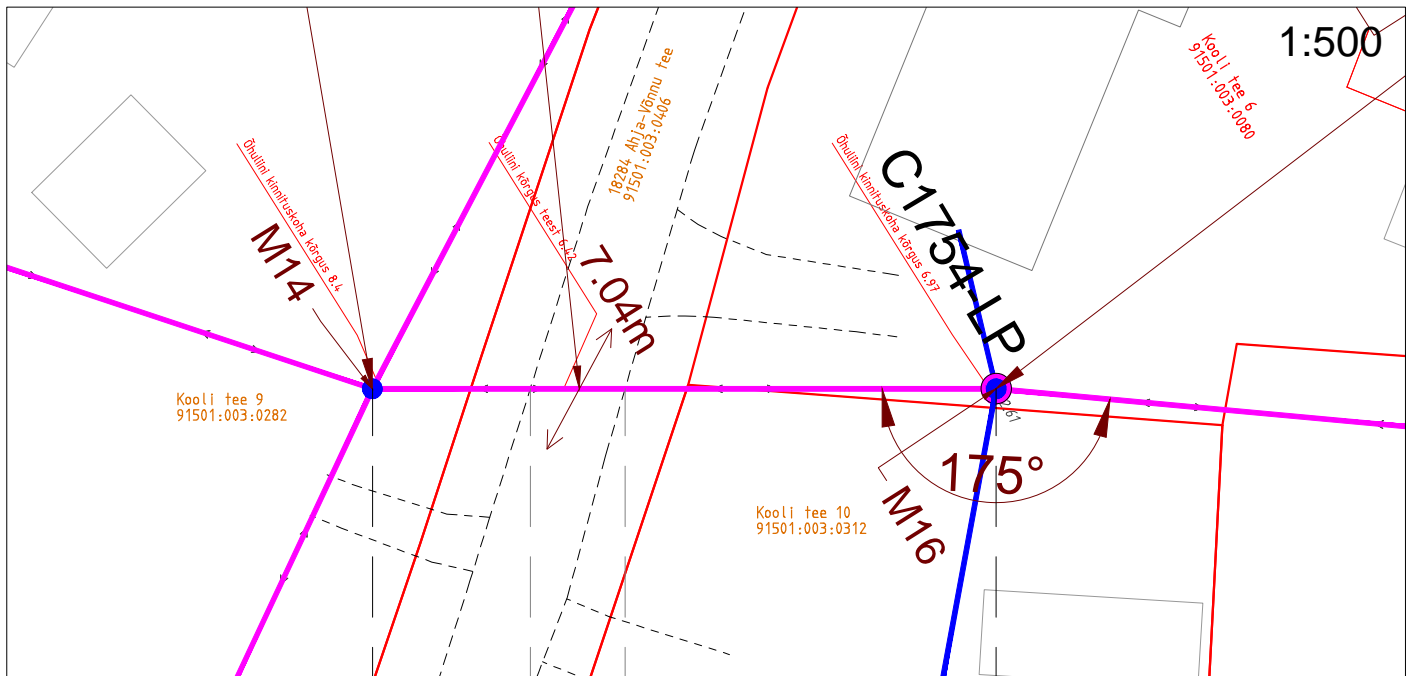 1:500
Kooli tee 6
91501:003:0080
18284 Ahja-Võnnu tee
91501:003:0406
Õhuliini kinnituskoha kõrgus 8.4
Õhuliini kõrgus teest 6.42
Õhuliini kinnituskoha kõrgus 6.97
C1754-LP
M14
7.04m
Kooli tee 9
91501:003:0282
175°
M16
Kooli tee 10
91501:003:0312